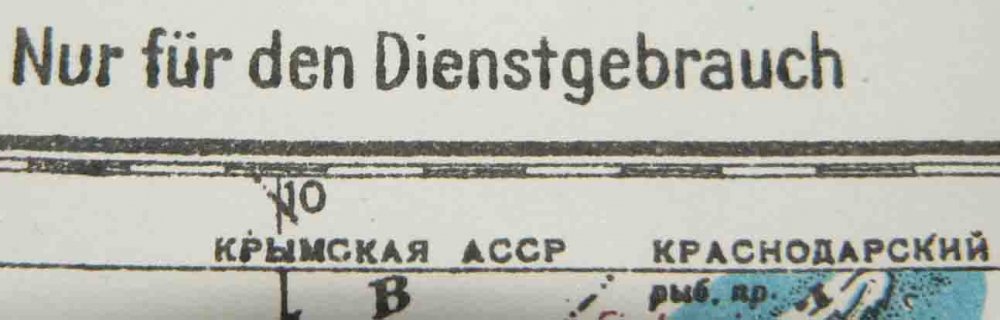 Nur für den Dienstgebrauch
10
КРЫМСКАЯ АССР КРАСНОДАРСКИЙ
В рыб. пр.